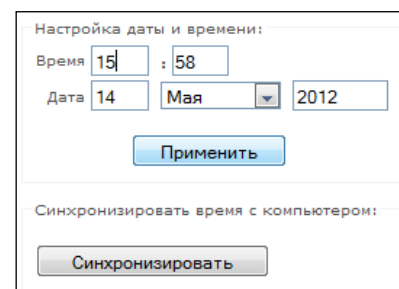 Настройка даты и времени:
Время 15 : 58
Дата 14 Мая 2012
Применить
Синхронизировать время с компьютером:
Синхронизировать